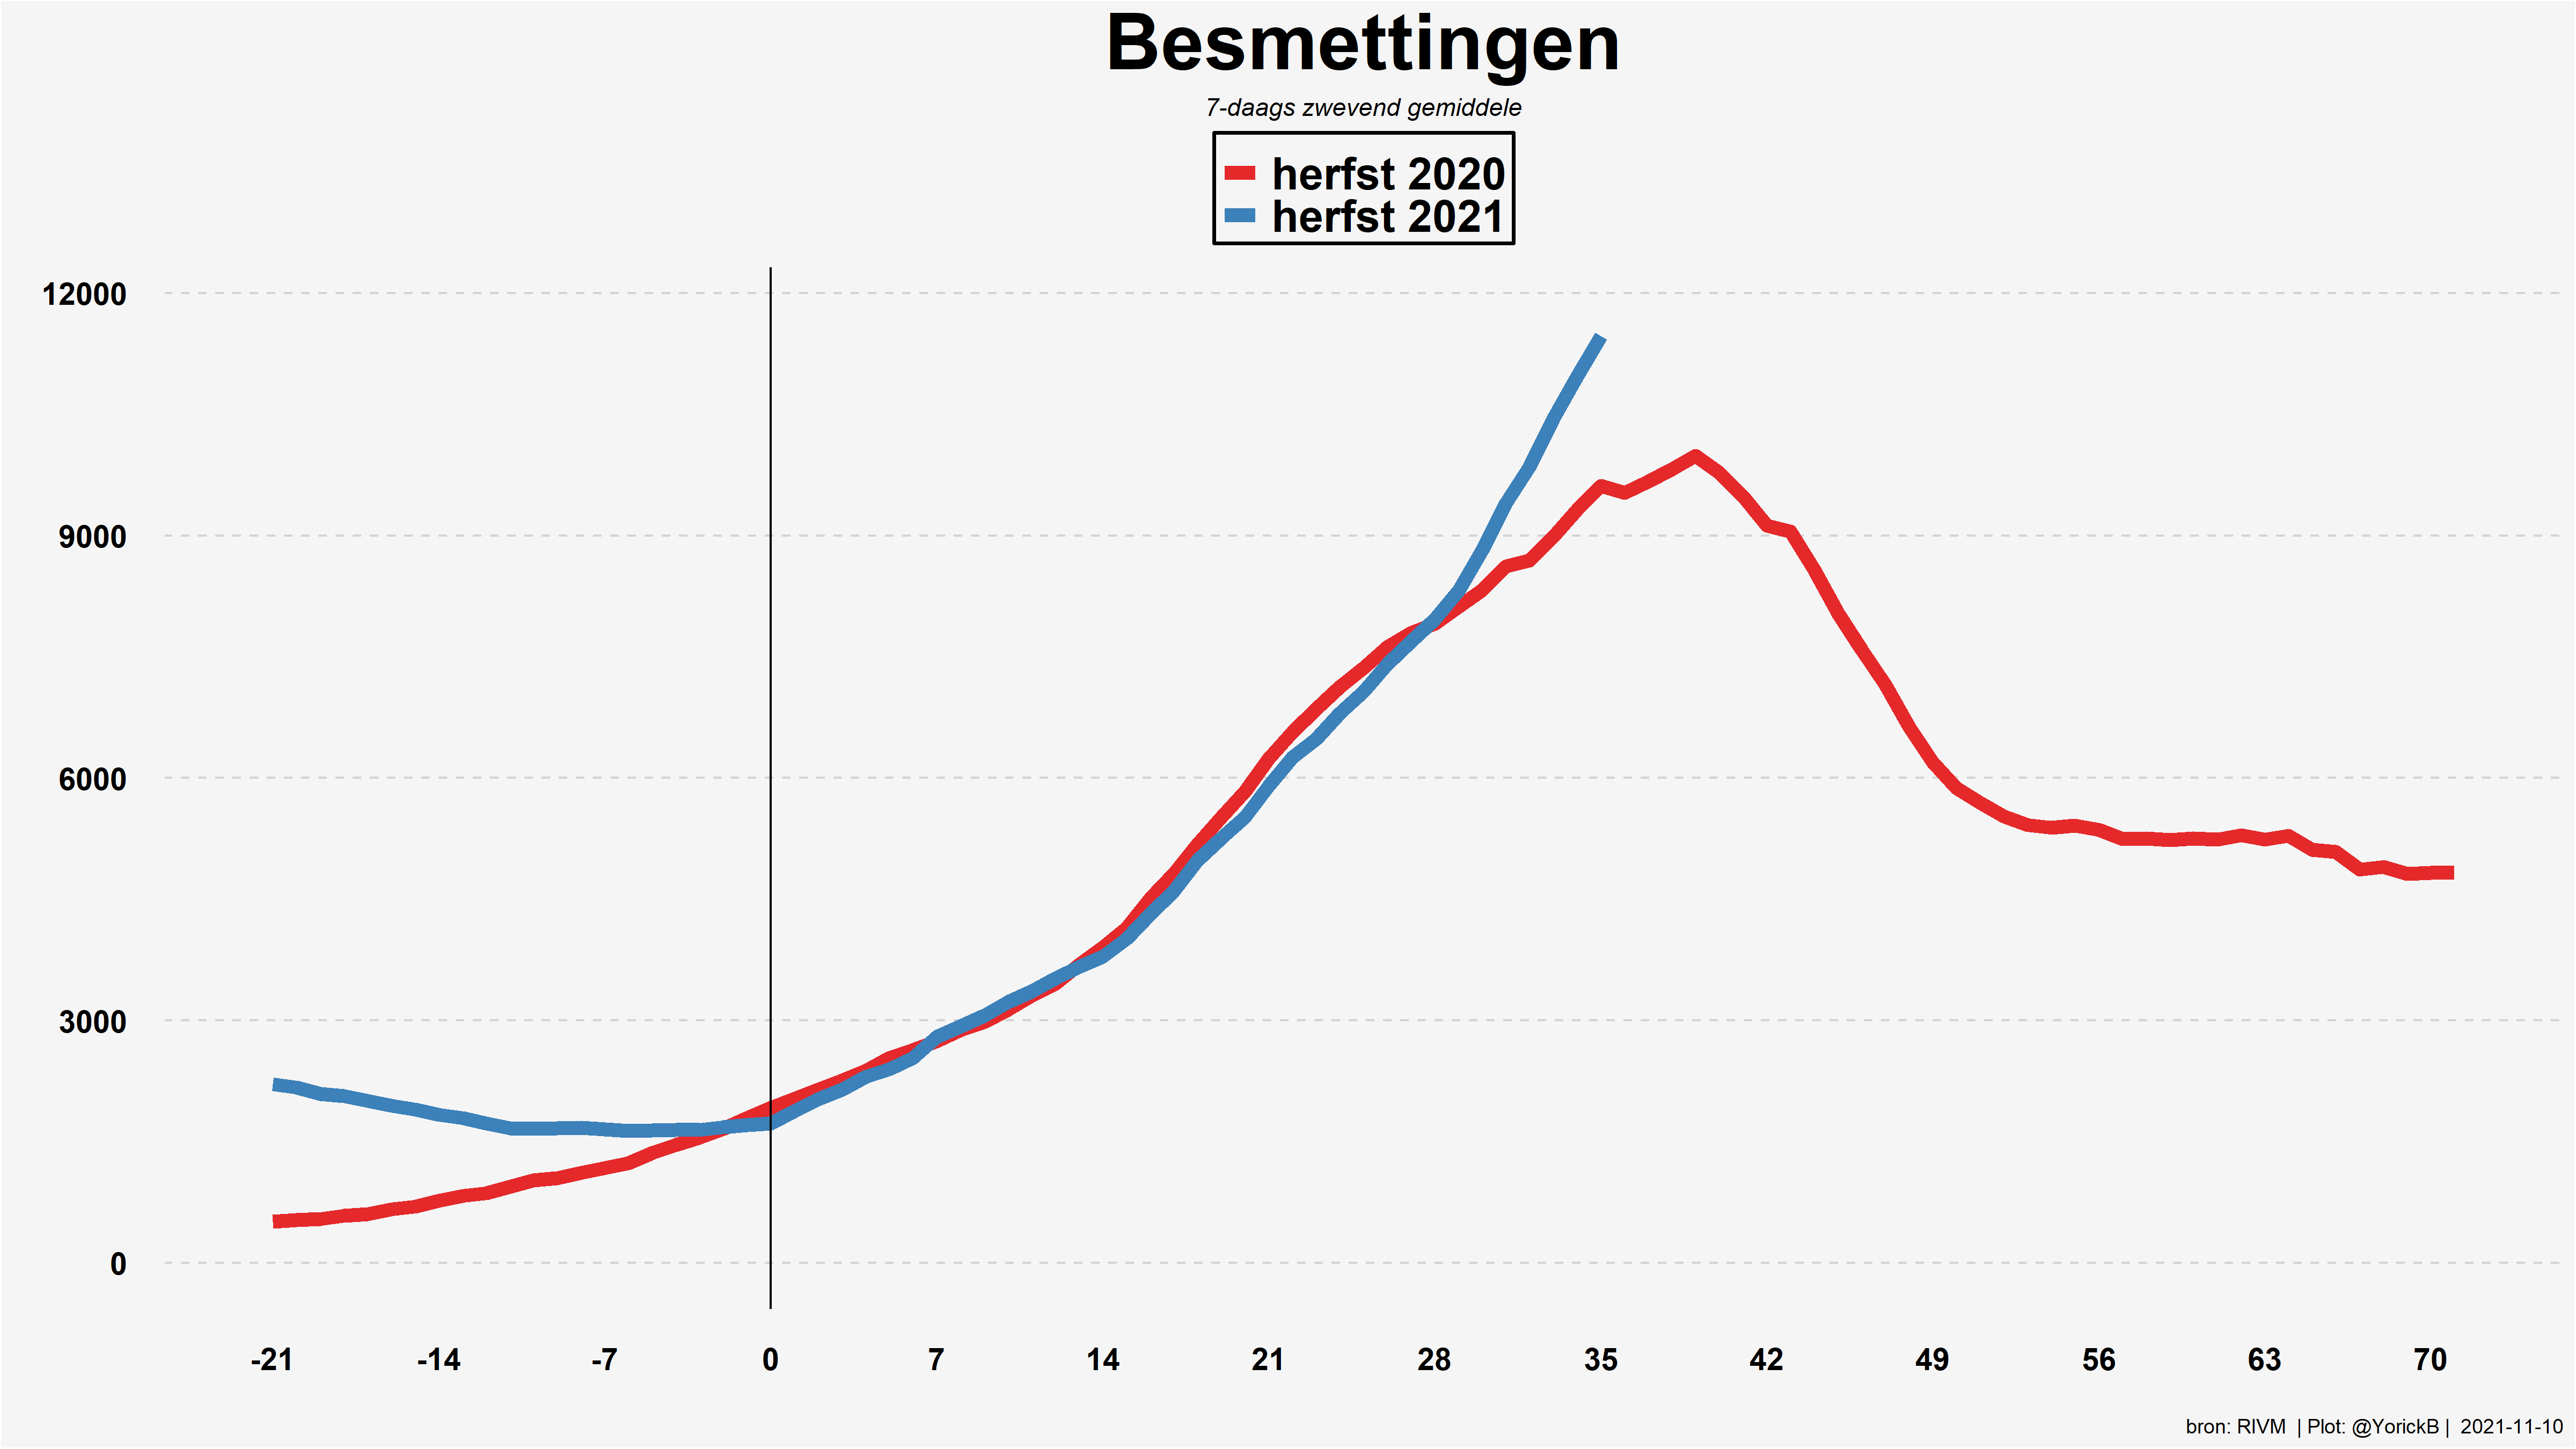 Besmettingen
7-daags zwevend gemiddele
herfst 2020
herfst 2021
12000
9000
6000
3000
0
-21 -14 -7 0 7 14 21 28 35 42 49 56 63 70
bron: RIVM | Plot: @YorickB | 2021-11-10